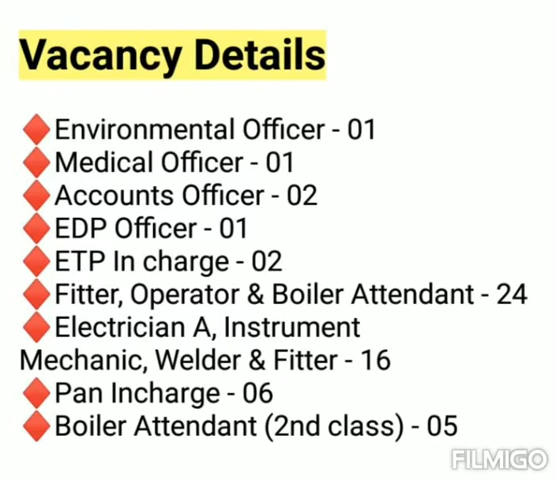 Vacancy Details
♦Environmental Officer - 01
♦Medical Officer - 01
♦Accounts Officer - 02
♦EDP Officer - 01
♦ETP In charge - 02
♦Fitter, Operator & Boiler Attendant - 24
♦Electrician A, Instrument
Mechanic, Welder & Fitter - 16
♦Pan Incharge - 06
♦Boiler Attendant (2nd class) - 05
FILMIGO